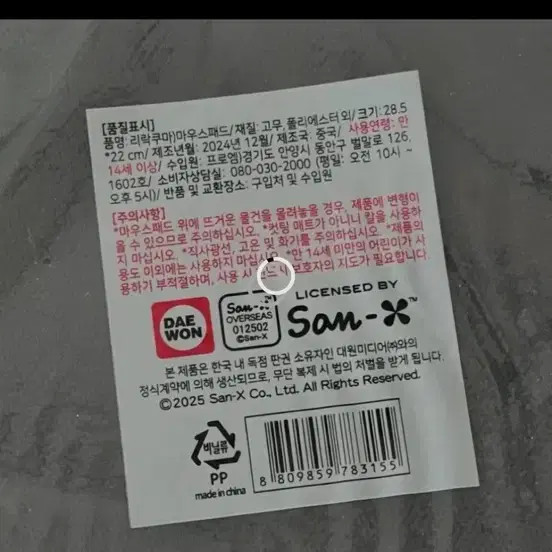 [품질표시]
품명: 리락쿠마)마우스패드/ 재질: 고무, 폴리에스터 외/ 크기: 28.5
*22 cm/ 제조년월: 2024년 12월/ 제조국: 중국/ 사용연령: 만
14세 이상/ 수입원: 프로엠)경기도 안양시 동안구 벌말로 126,
1602호/ 소비자상담실: 080-030-2000 (평일: 오전 10시 ~
오후 5시)/ 반품 및 교환장소: 구입처 및 수입원
[주의사항]
*마우스패드 위에 뜨거운 물건을 올려놓을 경우, 제품에 변형이
올 수 있으므로 주의하십시오. *컷팅 매트가 아니니 칼을 사용하
지 마십시오. *직사광선, 고온 및 화기를 주의하십시오. *제품의
용도 이외에는 사용하지 마십시오. *만 14세 미만의 어린이가 사
용하기 부적절하며, 사용 시 보호자의 지도가 필요합니다.
DAE
WON
San-X™
OVERSEAS
012502
©San-X
LICENSED BY
San-X™
본 제품은 한국 내 독점 판권 소유자인 대원미디어㈜와의
정식계약에 의해 생산되므로, 무단 복제 시 법의 처벌을 받게 됩니다.
©2025 San-X Co., Ltd. All Rights Reserved.
비닐류
PP
made in china
8 809859 783155